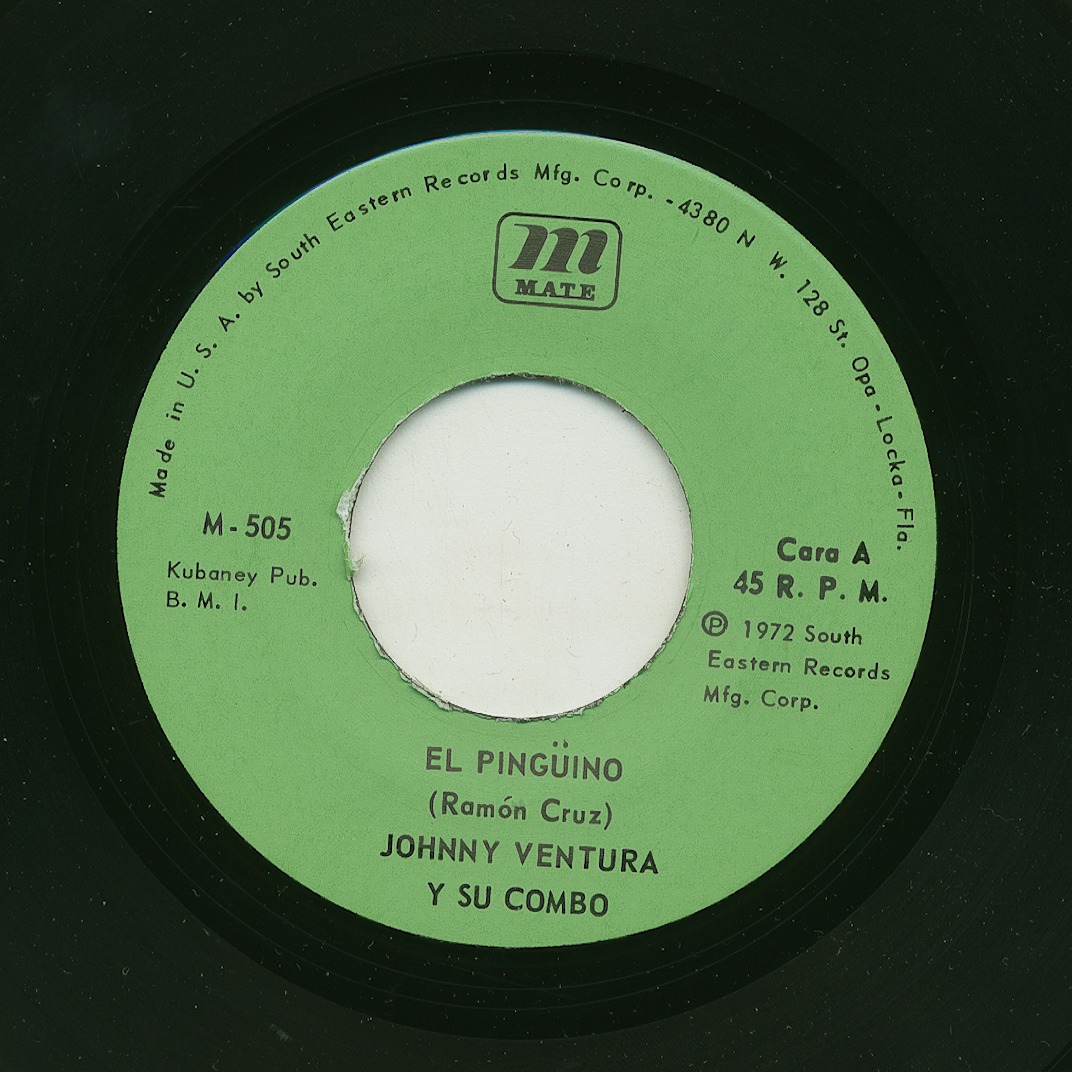 Made in U. S. A. by South Eastern Records Mfg. Corp. - 4380 N W. 128 St. Opa-Locka-Fla.
m
MATE
M-505
Kubaney Pub.
B. M. I.
Cara A
45 R. P. M.
Ⓟ 1972 South
Eastern Records
Mfg. Corp.
EL PINGÜINO
(Ramón Cruz)
JOHNNY VENTURA
Y SU COMBO